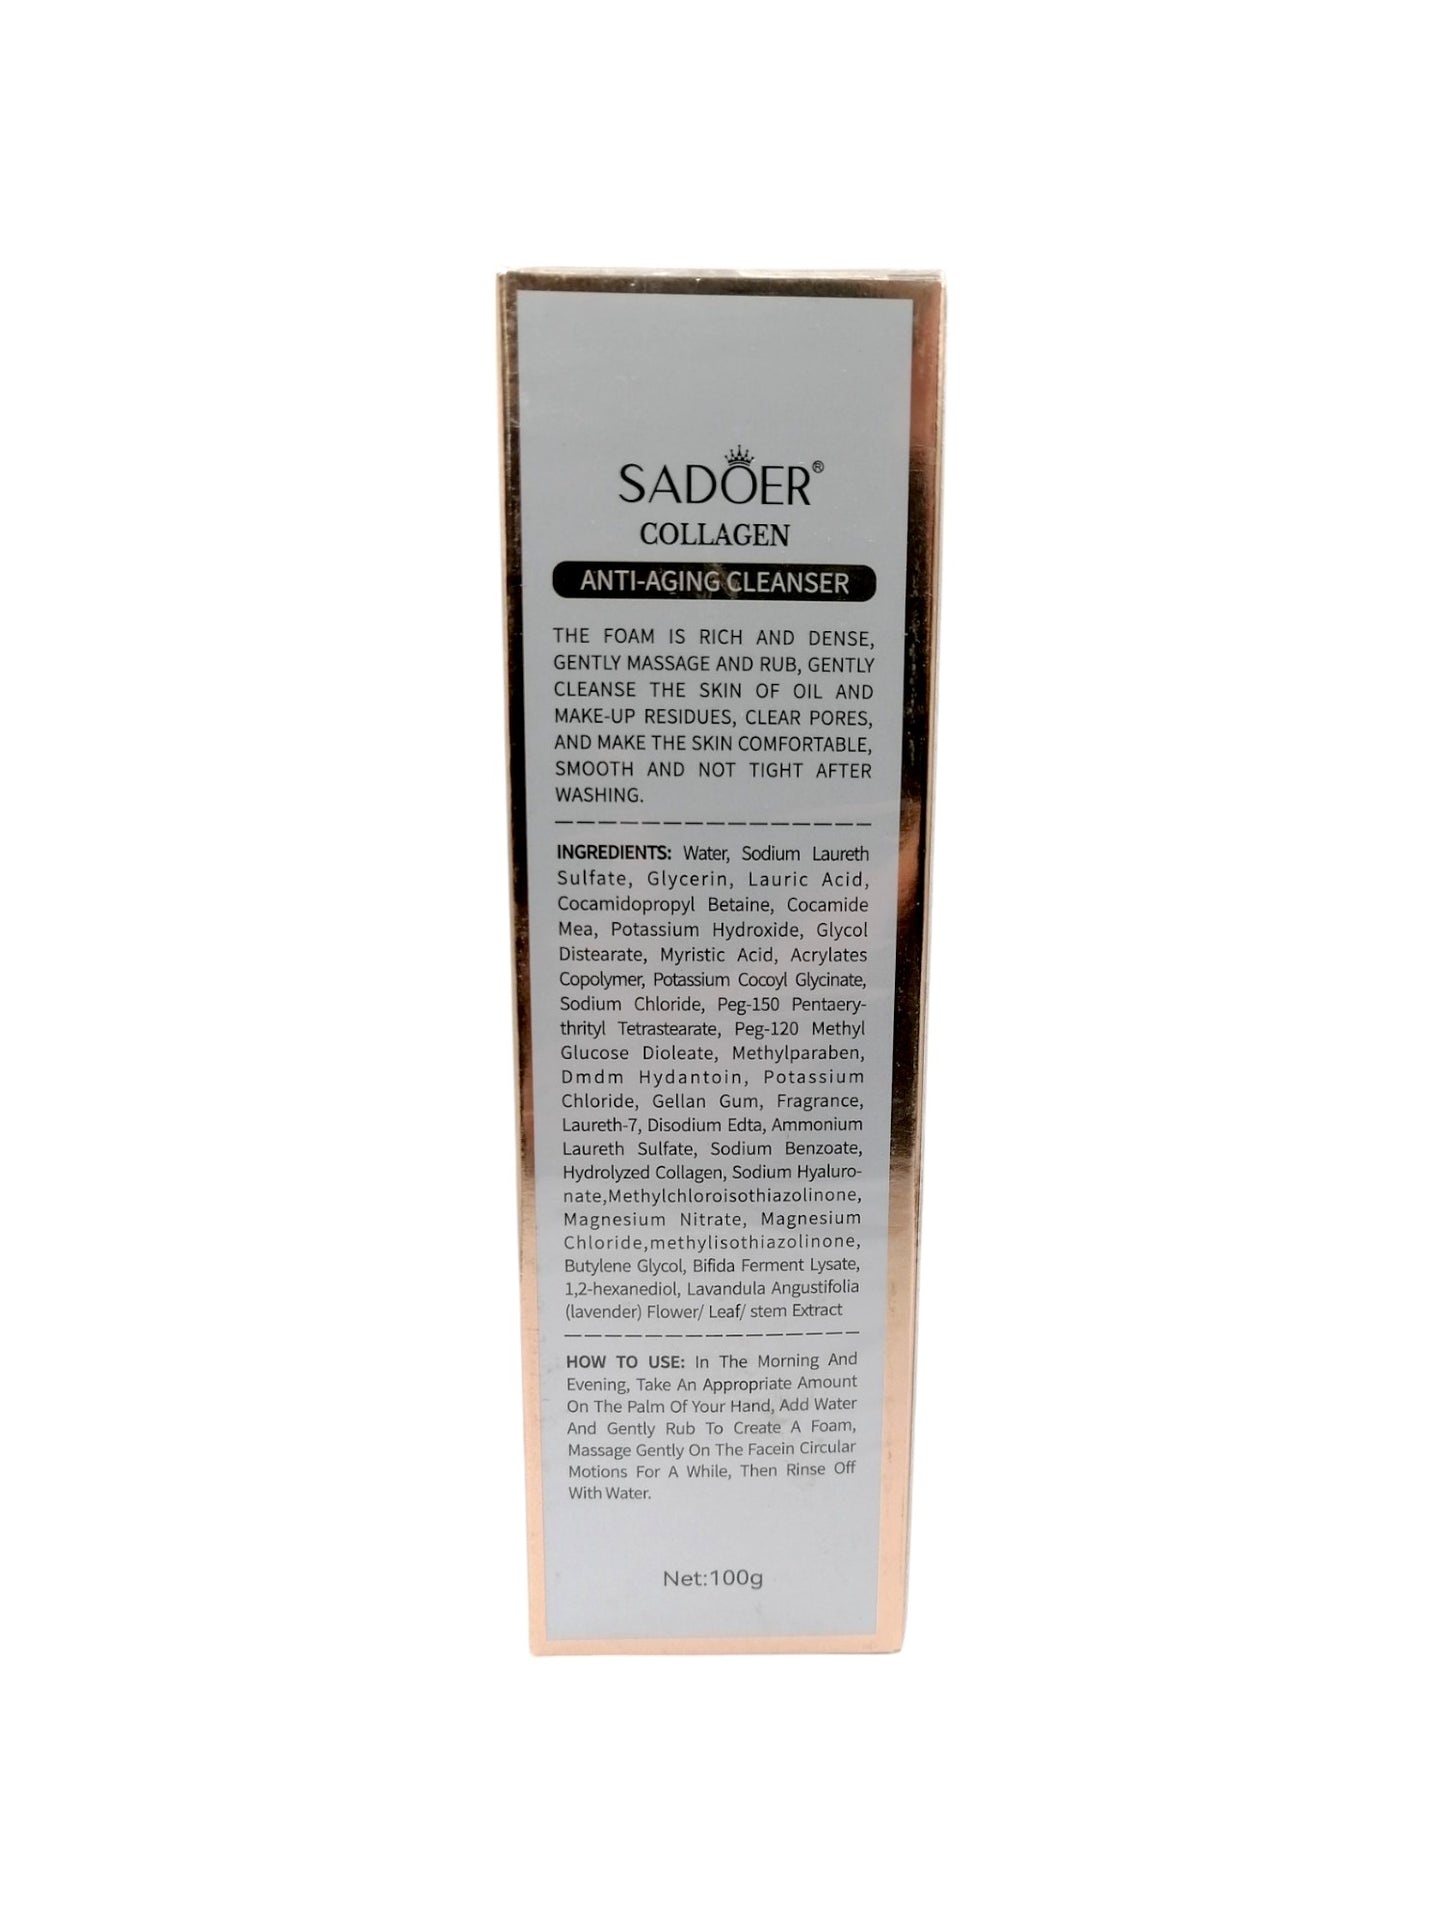 SADOER®
COLLAGEN
ANTI-AGING CLEANSER
THE FOAM IS RICH AND DENSE,
GENTLY MASSAGE AND RUB, GENTLY
CLEANSE THE SKIN OF OIL AND
MAKE-UP RESIDUES, CLEAR PORES,
AND MAKE THE SKIN COMFORTABLE,
SMOOTH AND NOT TIGHT AFTER
WASHING.
INGREDIENTS: Water, Sodium Laureth
Sulfate, Glycerin, Lauric Acid,
Cocamidopropyl Betaine, Cocamide
Mea, Potassium Hydroxide, Glycol
Distearate, Myristic Acid, Acrylates
Copolymer, Potassium Cocoyl Glycinate,
Sodium Chloride, Peg-150 Pentaery-
thrityl Tetrastearate, Peg-120 Methyl
Glucose Dioleate, Methylparaben,
Dmdm Hydantoin, Potassium
Chloride, Gellan Gum, Fragrance,
Laureth-7, Disodium Edta, Ammonium
Laureth Sulfate, Sodium Benzoate,
Hydrolyzed Collagen, Sodium Hyaluro-
nate,Methylchloroisothiazolinone,
Magnesium Nitrate, Magnesium
Chloride,methylisothiazolinone,
Butylene Glycol, Bifida Ferment Lysate,
1,2-hexanediol, Lavandula Angustifolia
(lavender) Flower/ Leaf/ stem Extract
HOW TO USE: In The Morning And
Evening, Take An Appropriate Amount
On The Palm Of Your Hand, Add Water
And Gently Rub To Create A Foam,
Massage Gently On The Facein Circular
Motions For A While, Then Rinse Off
With Water.
Net:100g